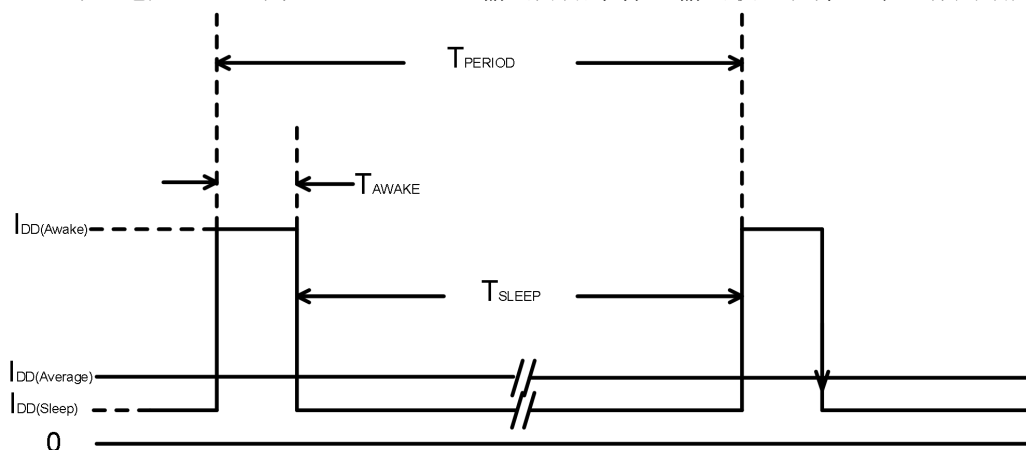 TPERIOD
TAWAKE
IDD(Awake)
TSLEEP
IDD(Average)
IDD(Sleep)
0